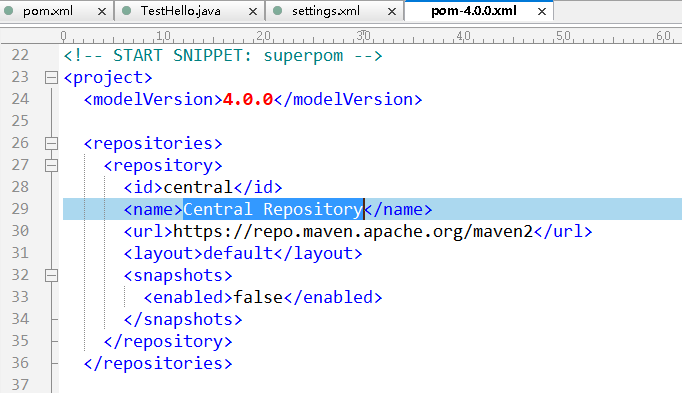 pom.xml TestHello.java settings.xml pom-4.0.0.xml
0 10 20 30 40 50 60
22 <!-- START SNIPPET: superpom -->
23 <project>
24 <modelVersion>4.0.0</modelVersion>
25
26 <repositories>
27 <repository>
28 <id>central</id>
29 <name>Central Repository</name>
30 <url>https://repo.maven.apache.org/maven2</url>
31 <layout>default</layout>
32 <snapshots>
33 <enabled>false</enabled>
34 </snapshots>
35 </repository>
36 </repositories>
37